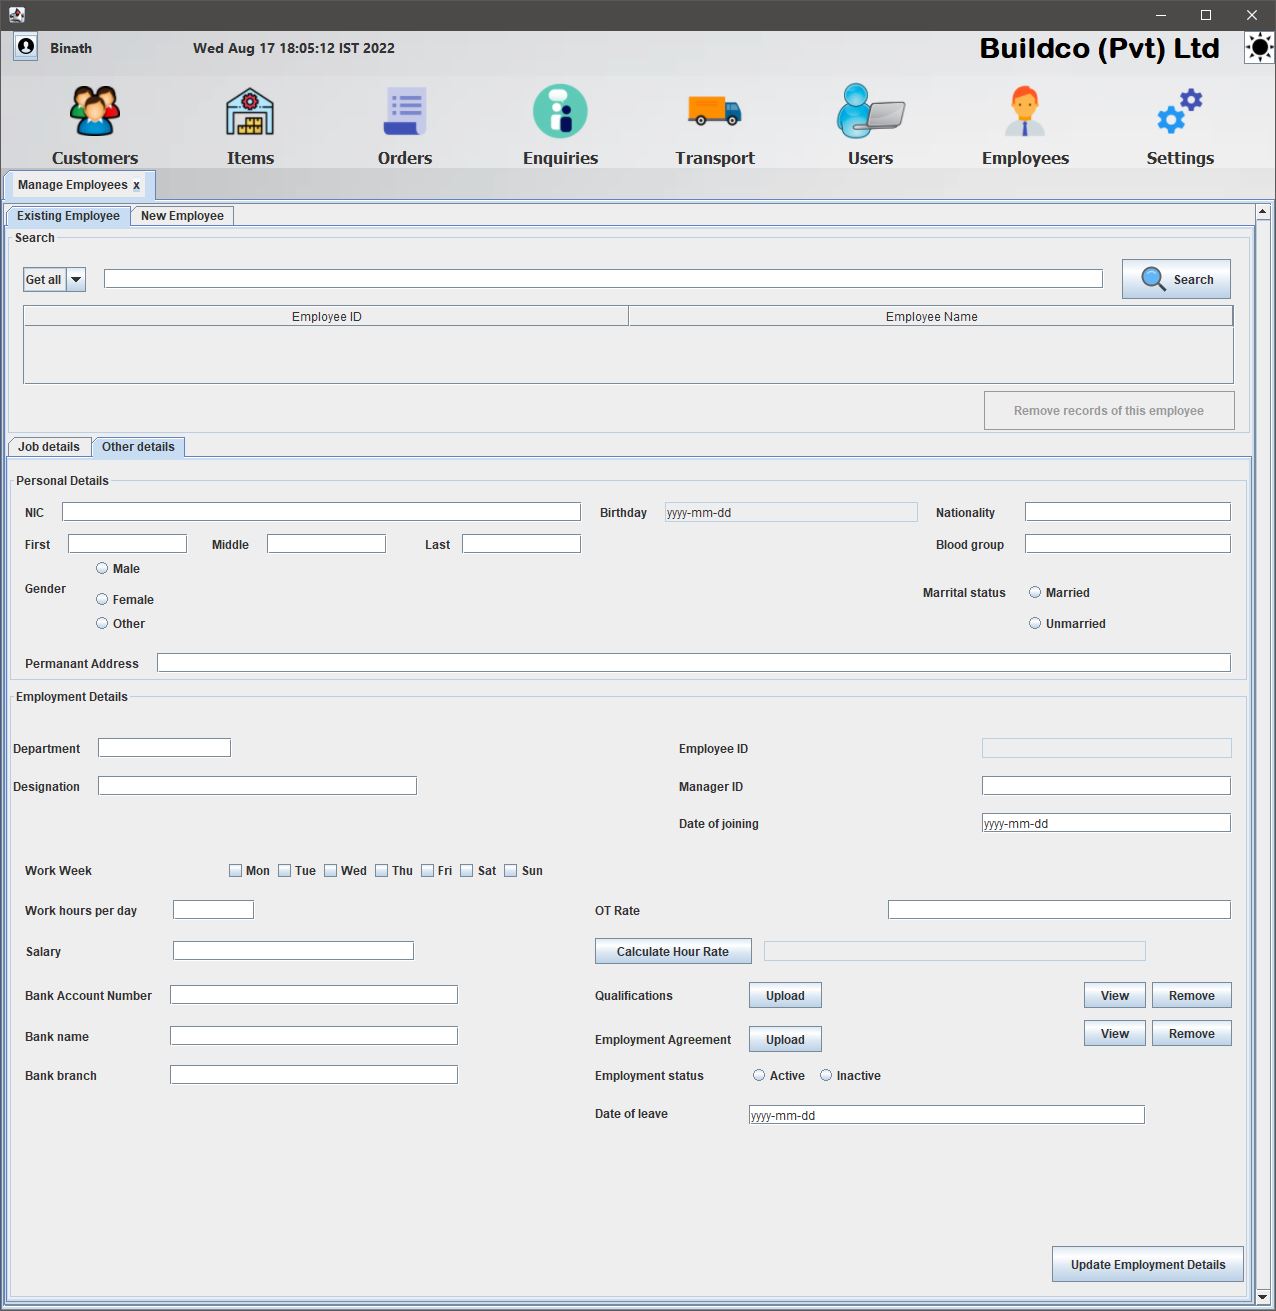 Binath Wed Aug 17 18:05:12 IST 2022 Buildco (Pvt) Ltd
Customers Items Orders Enquiries Transport Users Employees Settings
Manage Employees x
Existing Employee New Employee
Search
Get all Search
Employee ID Employee Name
Remove records of this employee
Job details Other details
Personal Details
NIC Birthday yyyy-mm-dd Nationality
First Middle Last Blood group
Male
Gender Marrital status Married
Female
Other Unmarried
Permanant Address
Employment Details
Department Employee ID
Designation Manager ID
Date of joining yyyy-mm-dd
Work Week Mon Tue Wed Thu Fri Sat Sun
Work hours per day OT Rate
Salary Calculate Hour Rate
Bank Account Number Qualifications Upload View Remove
Bank name Employment Agreement Upload View Remove
Bank branch Employment status Active Inactive
Date of leave yyyy-mm-dd
Update Employment Details